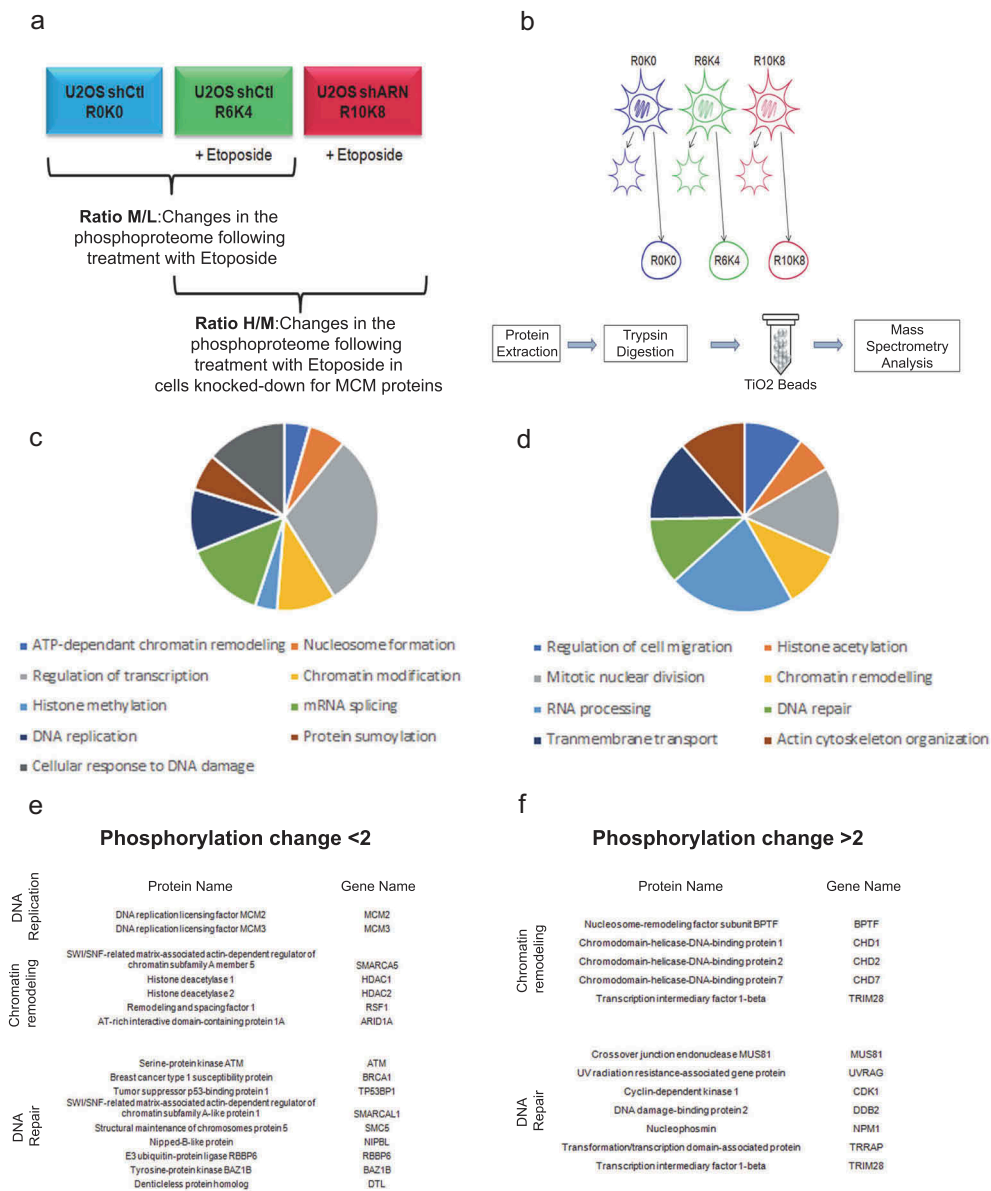 a
U2OS shCtl
R0K0
U2OS shCtl
R6K4
U2OS shARN
R10K8
+ Etoposide
+ Etoposide
Ratio M/L:Changes in the
phosphoproteome following
treatment with Etoposide
Ratio H/M:Changes in the
phosphoproteome following
treatment with Etoposide in
cells knocked-down for MCM proteins
b
R0K0
R6K4
R10K8
R0K0
R6K4
R10K8
Protein
Extraction
Trypsin
Digestion
TiO2 Beads
Mass
Spectrometry
Analysis
c
ATP-dependant chromatin remodeling
Nucleosome formation
Regulation of transcription
Chromatin modification
Histone methylation
mRNA splicing
DNA replication
Protein sumoylation
Cellular response to DNA damage
d
Regulation of cell migration
Histone acetylation
Mitotic nuclear division
Chromatin remodelling
RNA processing
DNA repair
Tranmembrane transport
Actin cytoskeleton organization
e
Phosphorylation change <2
Protein Name
Gene Name
DNA
Replication
DNA replication licensing factor MCM2
MCM2
DNA replication licensing factor MCM3
MCM3
Chromatin
remodeling
SWI/SNF-related matrix-associated actin-dependent regulator of
chromatin subfamily A member 5
SMARCA5
Histone deacetylase 1
HDAC1
Histone deacetylase 2
HDAC2
Remodeling and spacing factor 1
RSF1
AT-rich interactive domain-containing protein 1A
ARID1A
DNA
Repair
Serine-protein kinase ATM
ATM
Breast cancer type 1 susceptibility protein
BRCA1
Tumor suppressor p53-binding protein 1
TP53BP1
SWI/SNF-related matrix-associated actin-dependent regulator of
chromatin subfamily A-like protein 1
SMARCAL1
Structural maintenance of chromosomes protein 5
SMC5
Nipped-B-like protein
NIPBL
E3 ubiquitin-protein ligase RBBP6
RBBP6
Tyrosine-protein kinase BAZ1B
BAZ1B
Denticleless protein homolog
DTL
f
Phosphorylation change >2
Protein Name
Gene Name
Chromatin
remodeling
Nucleosome-remodeling factor subunit BPTF
BPTF
Chromodomain-helicase-DNA-binding protein 1
CHD1
Chromodomain-helicase-DNA-binding protein 2
CHD2
Chromodomain-helicase-DNA-binding protein 7
CHD7
Transcription intermediary factor 1-beta
TRIM28
DNA
Repair
Crossover junction endonuclease MUS81
MUS81
UV radiation resistance-associated gene protein
UVRAG
Cyclin-dependent kinase 1
CDK1
DNA damage-binding protein 2
DDB2
Nucleophosmin
NPM1
Transformation/transcription domain-associated protein
TRRAP
Transcription intermediary factor 1-beta
TRIM28